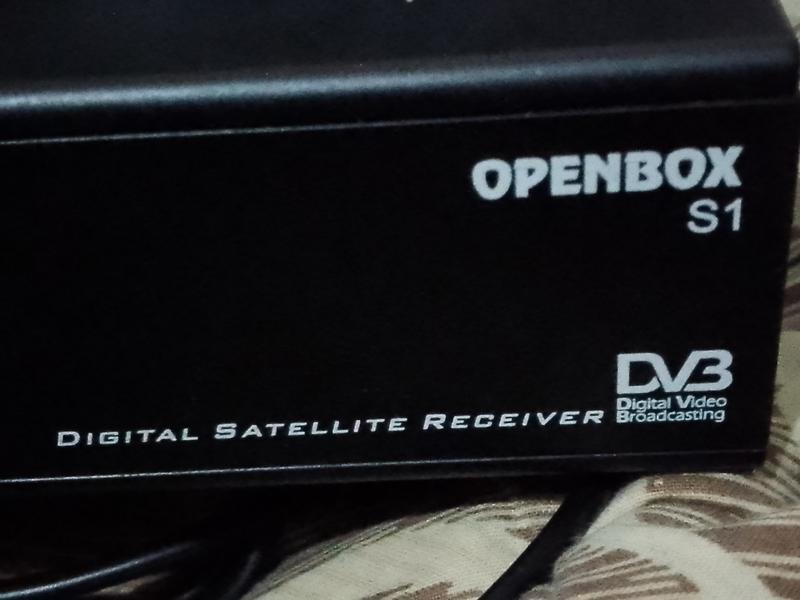 OPENBOX
S1
DVB
Digital Video
Broadcasting
DIGITAL SATELLITE RECEIVER